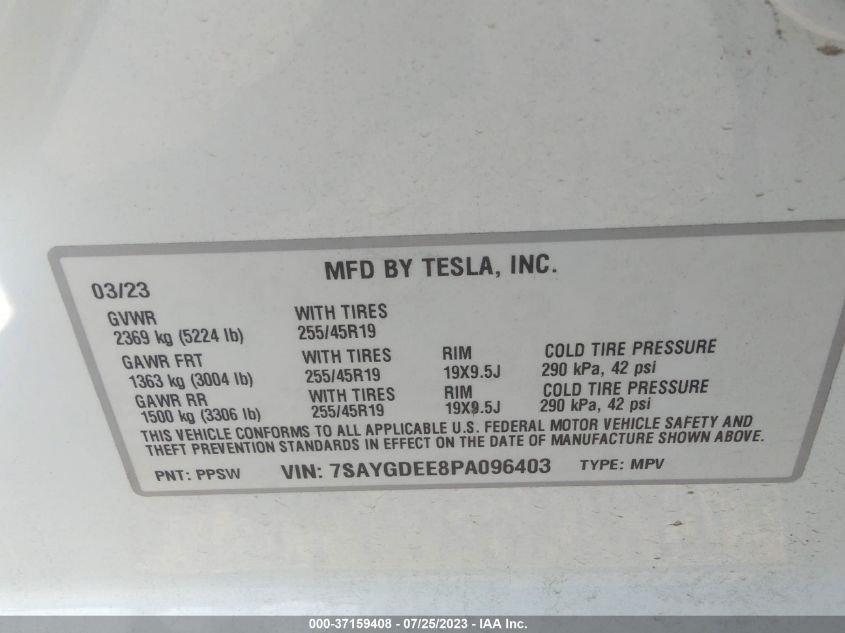 MFD BY TESLA, INC.
03/23
GVWR WITH TIRES
2369 kg (5224 lb) 255/45R19
GAWR FRT WITH TIRES RIM COLD TIRE PRESSURE
1363 kg (3004 lb) 255/45R19 19X9.5J 290 kPa, 42 psi
GAWR RR WITH TIRES RIM COLD TIRE PRESSURE
1500 kg (3306 lb) 255/45R19 19X9.5J 290 kPa, 42 psi
THIS VEHICLE CONFORMS TO ALL APPLICABLE U.S. FEDERAL MOTOR VEHICLE SAFETY AND
THEFT PREVENTION STANDARDS IN EFFECT ON THE DATE OF MANUFACTURE SHOWN ABOVE.
PNT: PPSW VIN: 7SAYGDEE8PA096403 TYPE: MPV
000-37159408 - 07/25/2023 - IAA Inc.